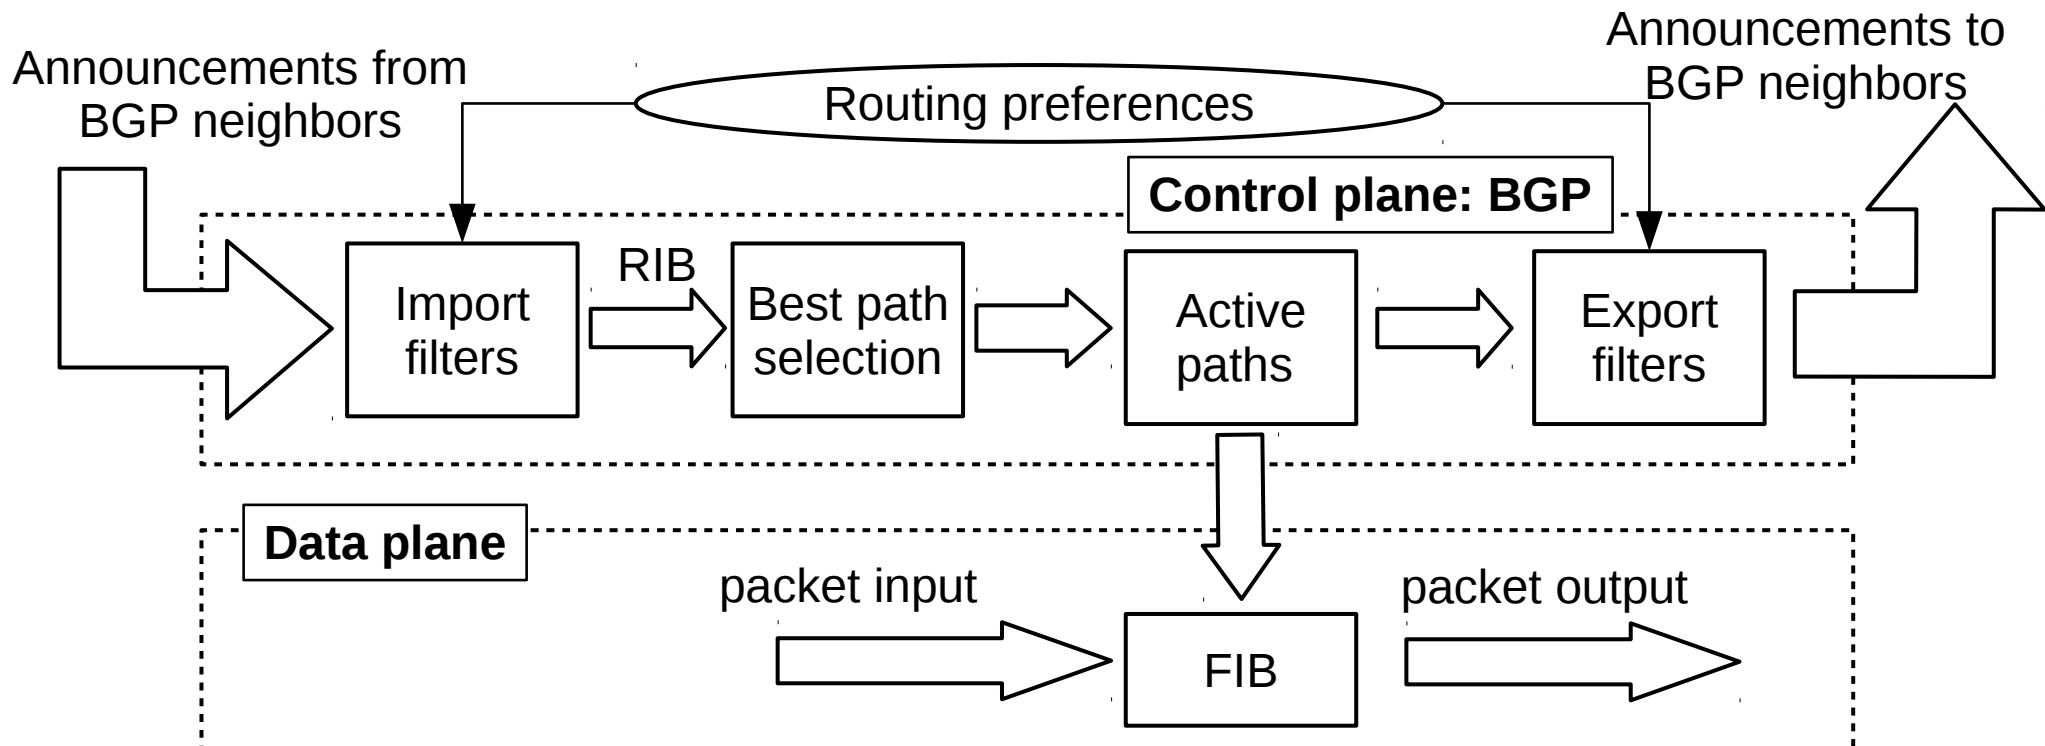 Announcements from
BGP neighbors
Routing preferences
Announcements to
BGP neighbors
Control plane: BGP
Import
filters
RIB
Best path
selection
Active
paths
Export
filters
Data plane
packet input
FIB
packet output